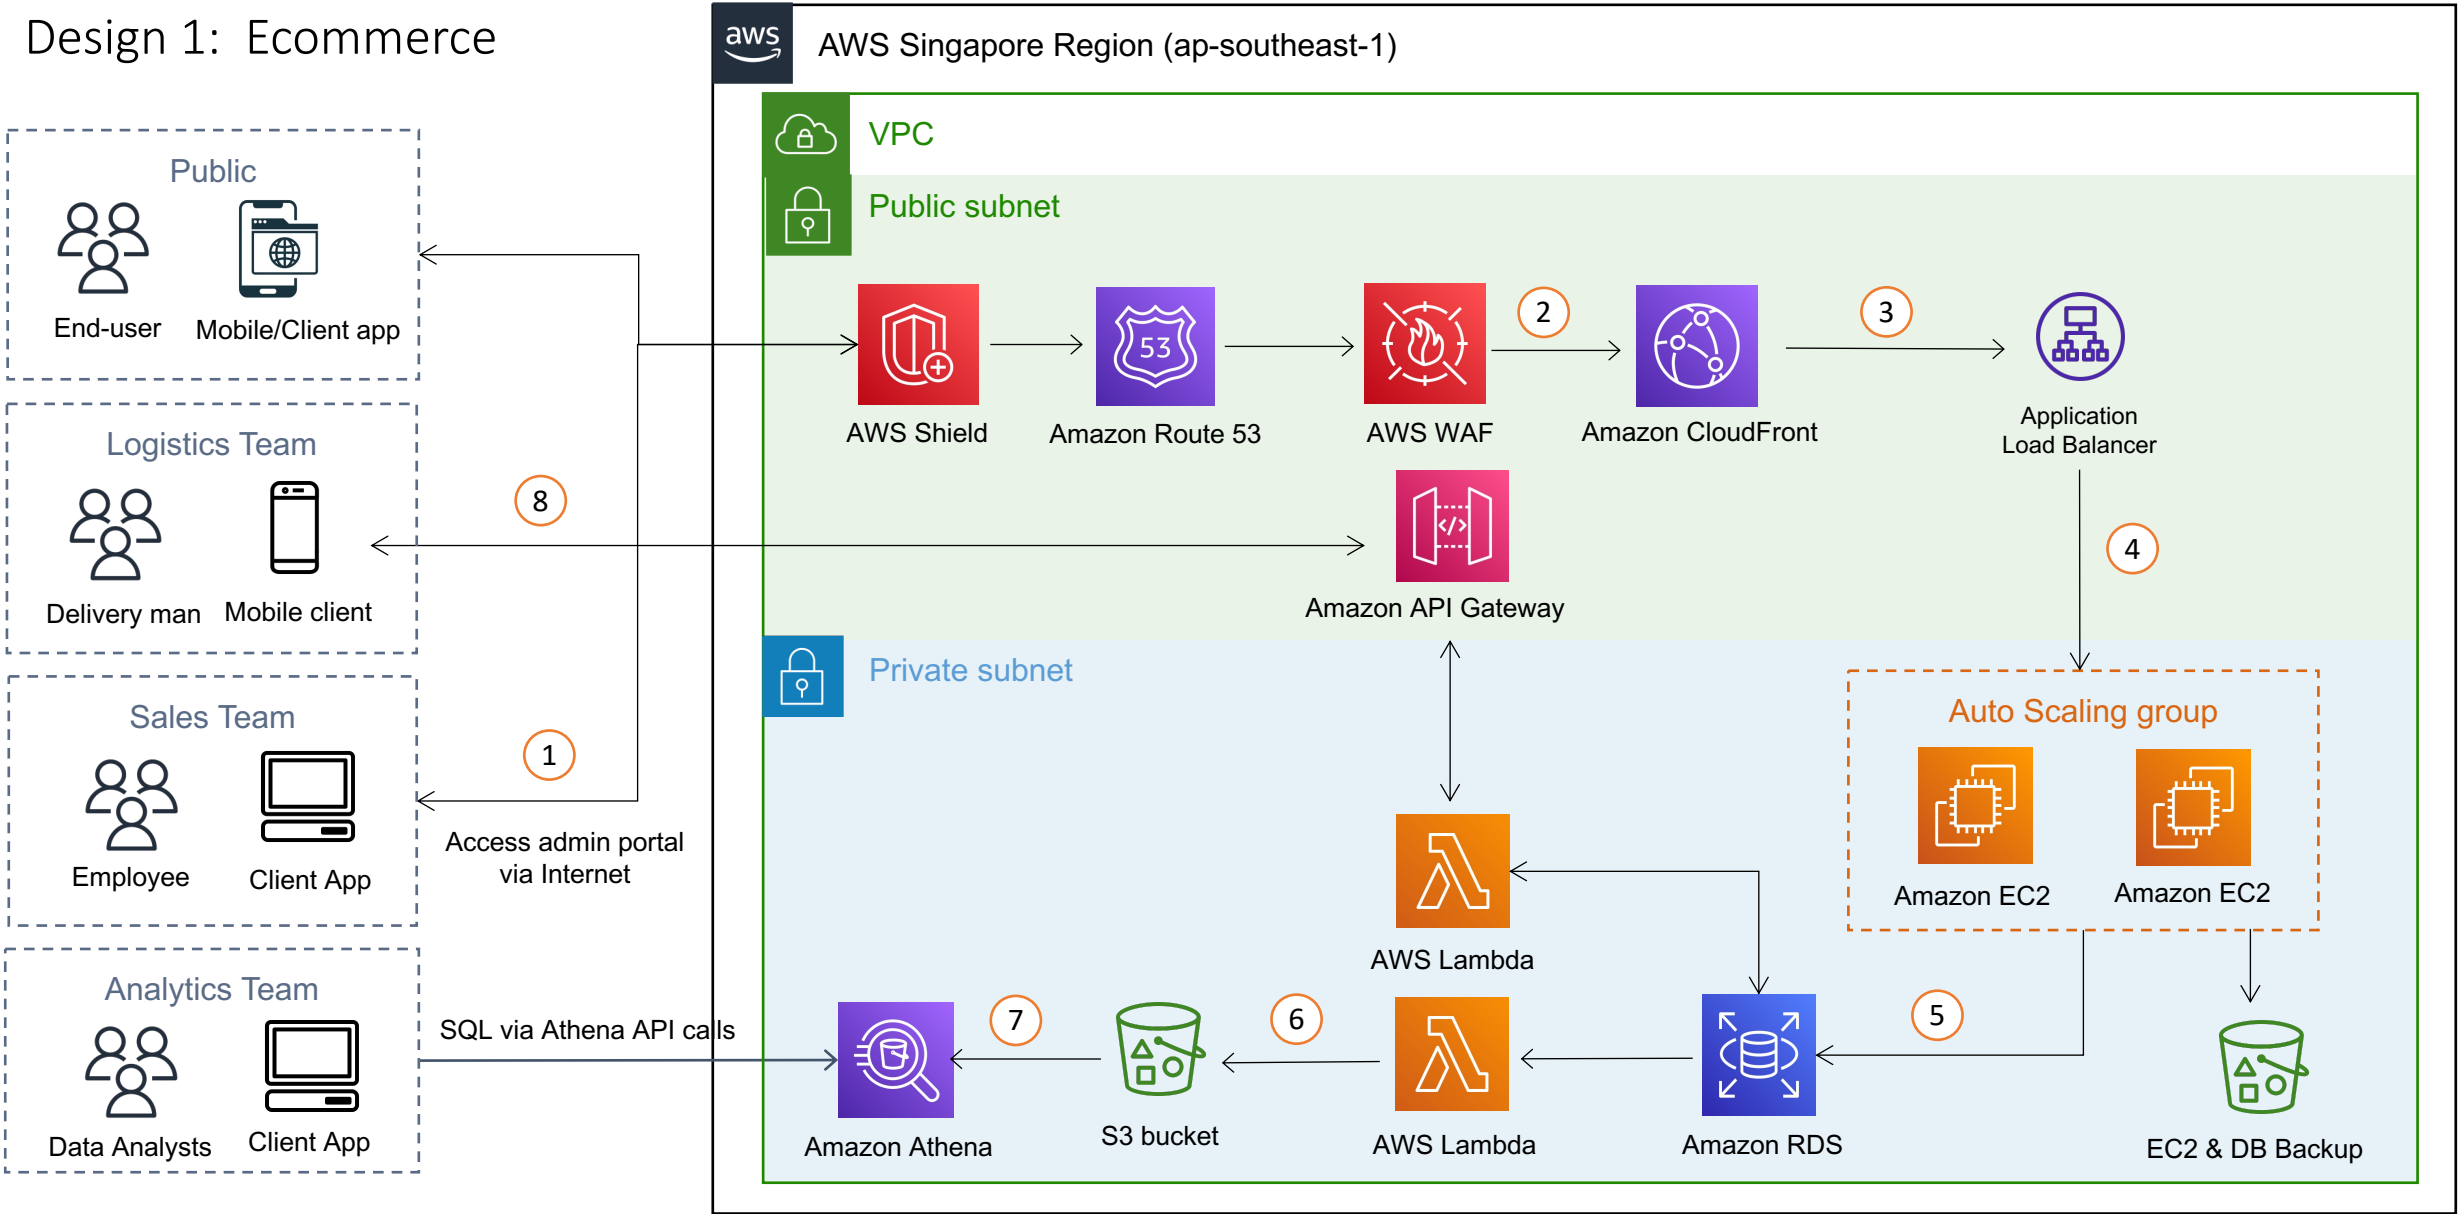 Design 1: Ecommerce
aws
AWS Singapore Region (ap-southeast-1)
VPC
Public subnet
Public
End-user
Mobile/Client app
53
2
3
AWS Shield
Amazon Route 53
AWS WAF
Amazon CloudFront
Application
Load Balancer
Logistics Team
8
</>
4
Delivery man
Mobile client
Amazon API Gateway
Private subnet
Sales Team
1
Auto Scaling group
Employee
Client App
Access admin portal
via Internet
Amazon EC2
Amazon EC2
AWS Lambda
Analytics Team
SQL via Athena API calls
7
6
5
Data Analysts
Client App
Amazon Athena
S3 bucket
AWS Lambda
Amazon RDS
EC2 & DB Backup